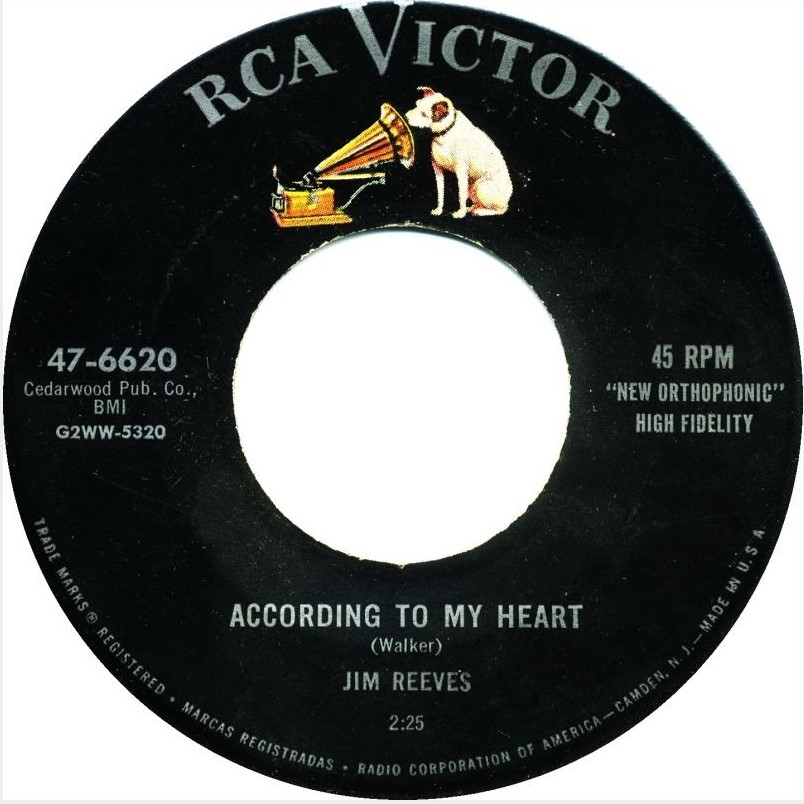 RCA VICTOR
47-6620
Cedarwood Pub. Co.,
BMI
G2WW-5320
45 RPM
"NEW ORTHOPHONIC"
HIGH FIDELITY
ACCORDING TO MY HEART
(Walker)
JIM REEVES
2:25
TRADE MARKS ® REGISTERED • MARCAS REGISTRADAS • RADIO CORPORATION OF AMERICA—CAMDEN, N. J.—MADE IN U. S. A.